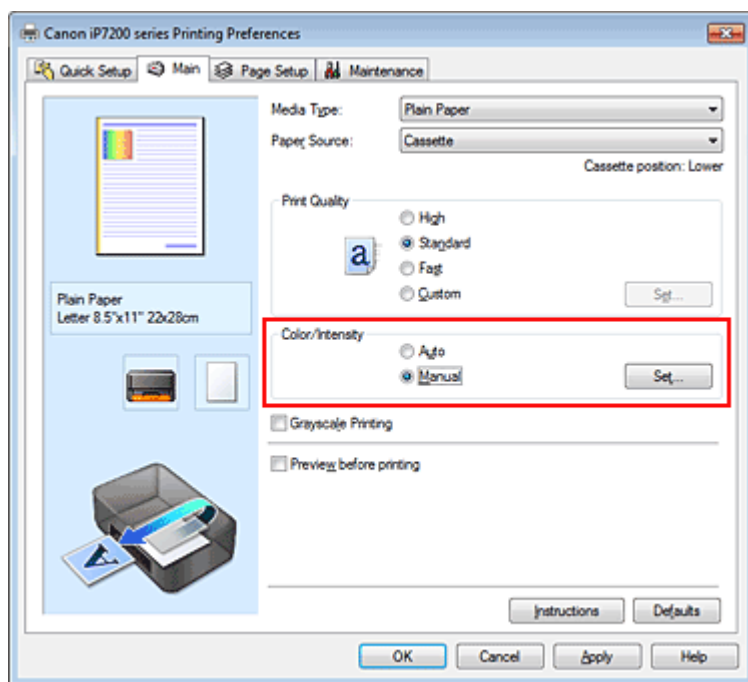 Canon iP7200 series Printing Preferences
Quick Setup Main Page Setup Maintenance
Media Type: Plain Paper
Paper Source: Cassette
Cassette position: Lower
Print Quality
High
a Standard
Fast
Custom Set...
Plain Paper
Letter 8.5"x11" 22x28cm
Color/Intensity
Auto
Manual Set...
Grayscale Printing
Preview before printing
A
Instructions Defaults
OK Cancel Apply Help